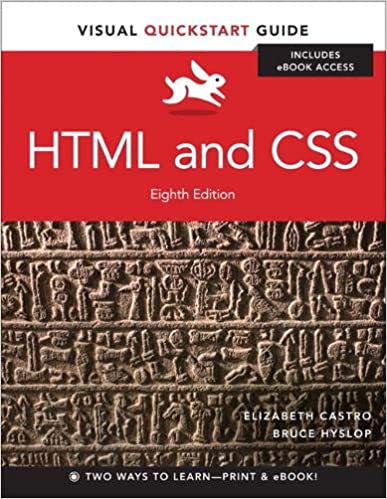 VISUAL QUICKSTART GUIDE
INCLUDES
eBOOK ACCESS
HTML and CSS
Eighth Edition
ELIZABETH CASTRO
BRUCE HYSLOP
TWO WAYS TO LEARN—PRINT & eBOOK!